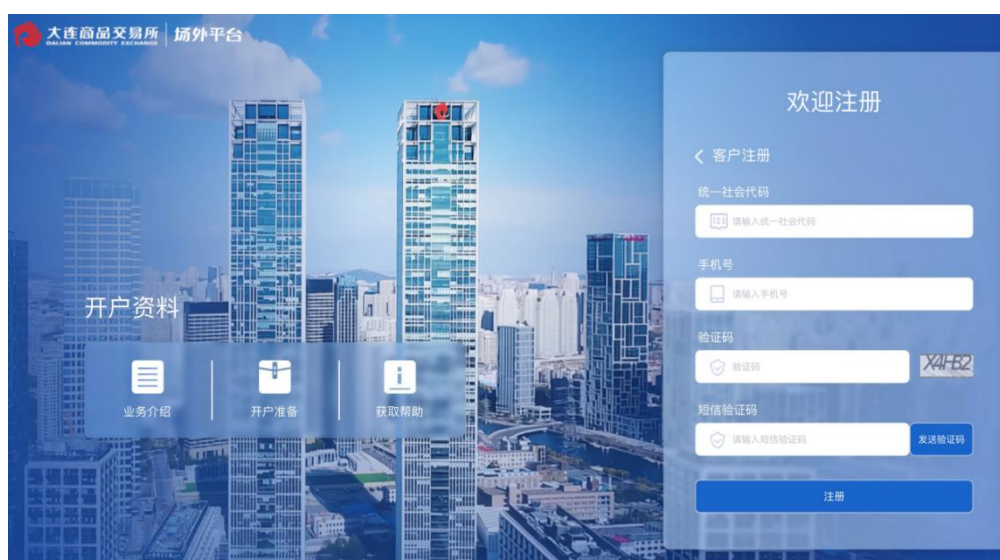 大连商品交易所 场外平台
DALIAN COMMODITY EXCHANGE
开户资料
业务介绍 开户准备 获取帮助
欢迎注册
客户注册
统一社会代码
123 请输入统一社会代码
手机号
请输入手机号
验证码
验证码
短信验证码
请输入短信验证码 发送验证码
注册